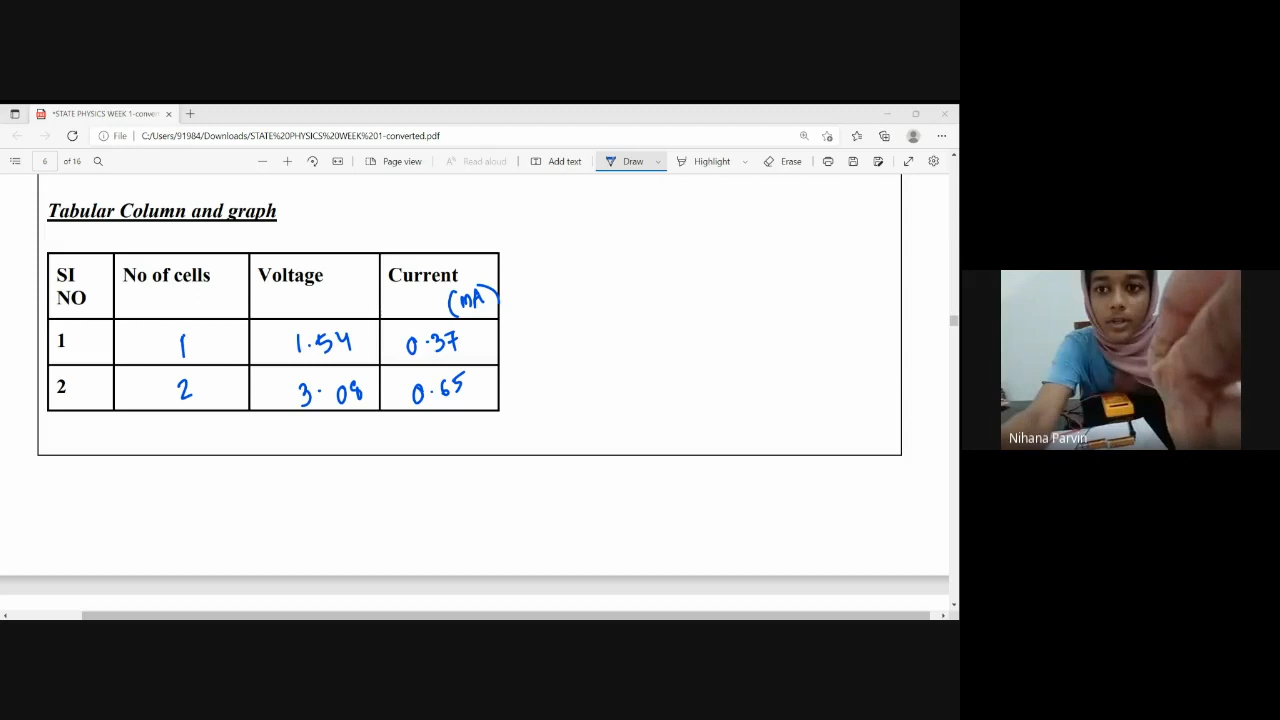 *STATE PHYSICS WEEK 1-conver
File C:/Users/91984/Downloads/STATE%20PHYSICS%20WEEK%201-converted.pdf
6 of 16 Page view Read aloud Add text Draw Highlight Erase
Tabular Column and graph
SI NO No of cells Voltage Current (mA)
1 1 1.54 0.37
2 2 3.08 0.65
Nihana Parvin